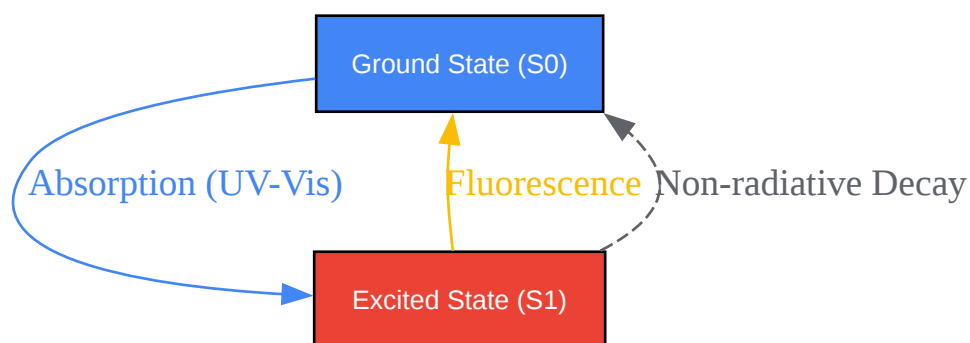 Ground State (S0)
Absorption (UV-Vis)
Fluorescence
Non-radiative Decay
Excited State (S1)